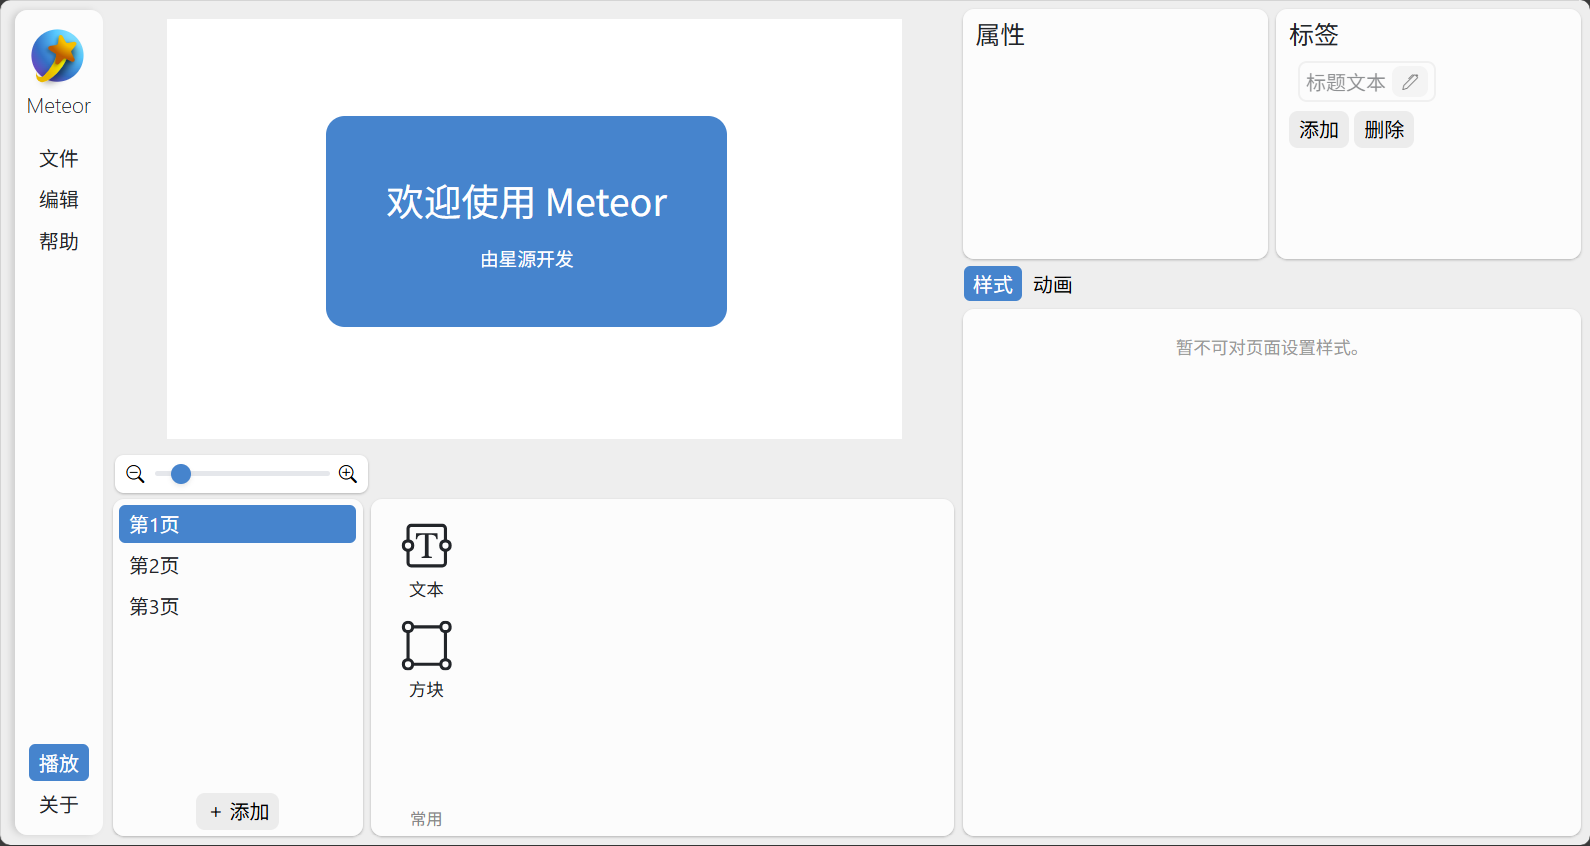 Meteor
文件
编辑
帮助
播放
关于
欢迎使用 Meteor
由星源开发
第1页
第2页
第3页
+ 添加
T
文本
方块
常用
属性
标签
标题文本
添加 删除
样式 动画
暂不可对页面设置样式。